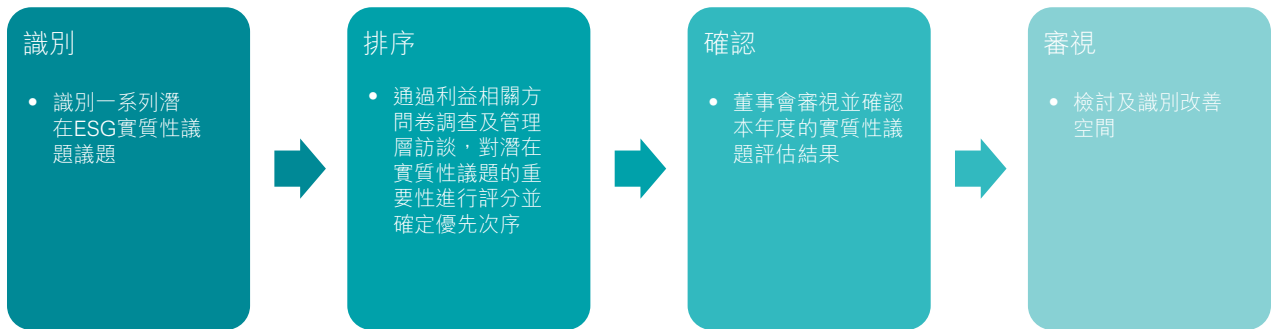 識別
• 識別一系列潛
在ESG實質性議
題議題
排序
• 通過利益相關方
問卷調查及管理
層訪談，對潛在
實質性議題的重
要性進行評分並
確定優先次序
確認
• 董事會審視並確認
本年度的實質性議
題評估結果
審視
• 檢討及識別改善
空間